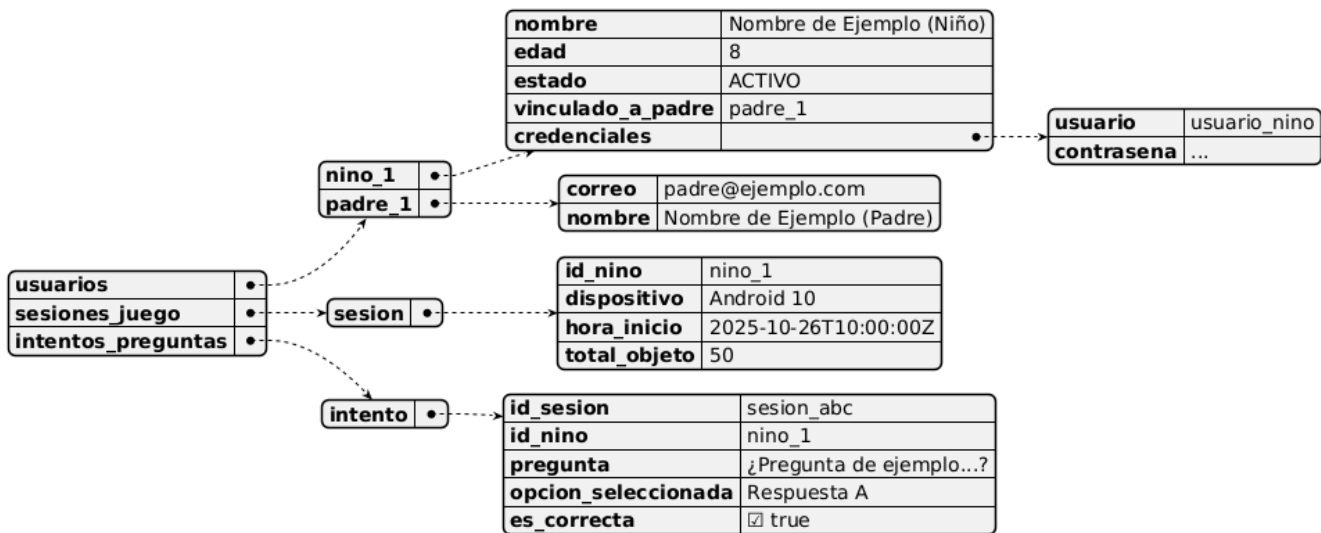 nombre Nombre de Ejemplo (Niño)
edad 8
estado ACTIVO
vinculado_a_padre padre_1
credenciales
usuario usuario_nino
contrasena ...
nino_1
padre_1
correo padre@ejemplo.com
nombre Nombre de Ejemplo (Padre)
usuarios
sesiones_juego
intentos_preguntas
sesion
id_nino nino_1
dispositivo Android 10
hora_inicio 2025-10-26T10:00:00Z
total_objeto 50
intento
id_sesion sesion_abc
id_nino nino_1
pregunta ¿Pregunta de ejemplo...?
opcion_seleccionada Respuesta A
es_correcta ☑ true